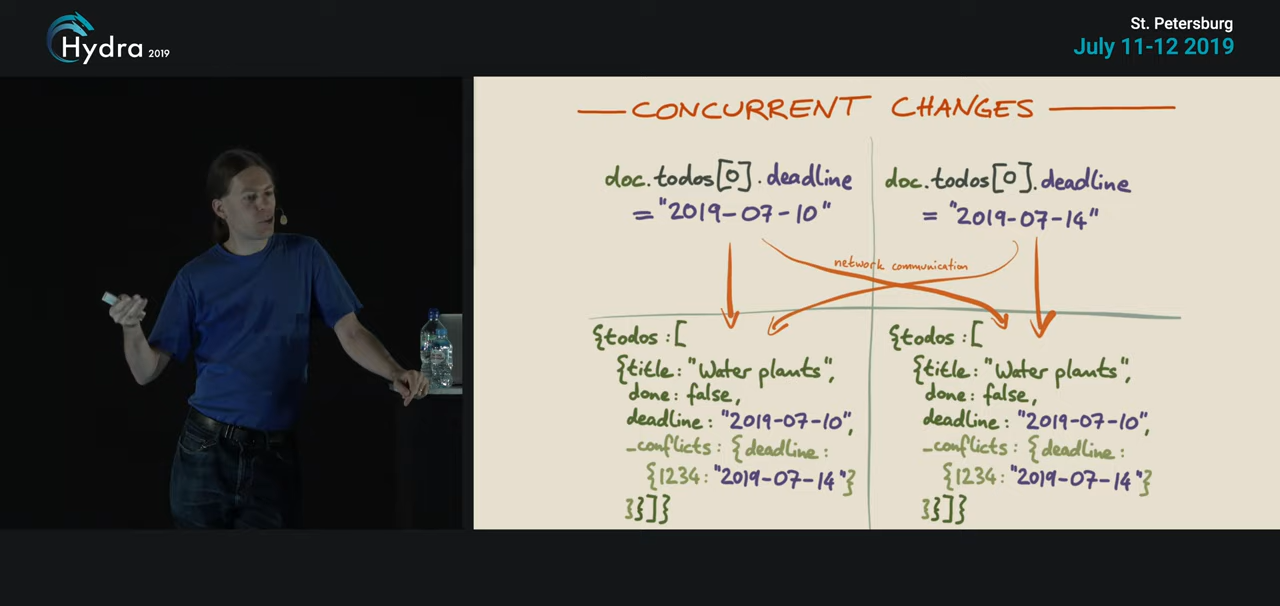 Hydra 2019
St. Petersburg
July 11-12 2019
CONCURRENT CHANGES
doc.todos[0].deadline
= "2019-07-10"
doc.todos[0].deadline
= "2019-07-14"
network communication
{todos : [
{title: "Water plants",
done: false,
deadline: "2019-07-10",
_conflicts : {deadline :
{1234: "2019-07-14"}
}}]}
{todos : [
{title: "Water plants",
done: false,
deadline: "2019-07-10",
_conflicts : {deadline :
{1234: "2019-07-14"}
}}]}